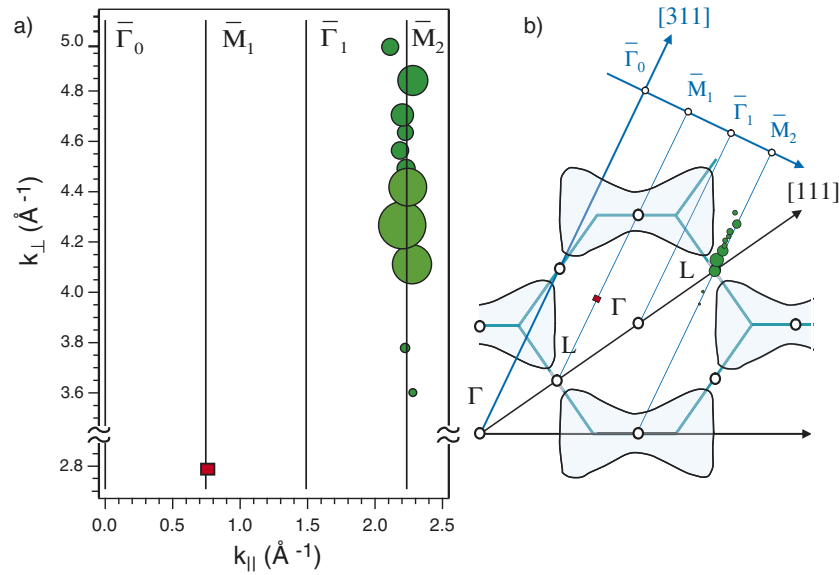 a)
Γ̅₀
M̅₁
Γ̅₁
M̅₂
5.0
4.8
4.6
4.4
4.2
4.0
3.8
3.6
2.8
k⊥ (Å -1)
0.0
0.5
1.0
1.5
2.0
2.5
k|| (Å -1)
b)
[311]
Γ̅₀
M̅₁
Γ̅₁
M̅₂
[111]
L
Γ
L
Γ